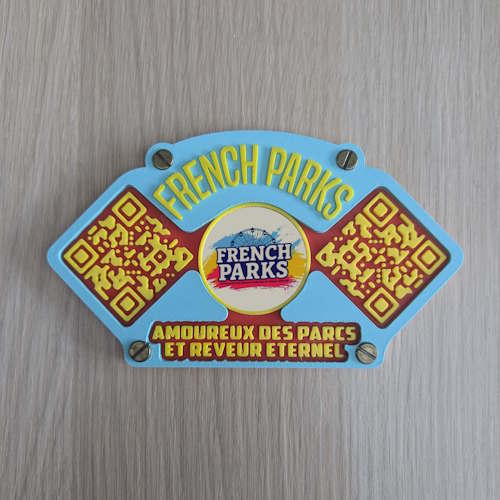 FRENCH PARKS
FRENCH
PARKS
AMOUREUX DES PARCS
ET REVEUR ETERNEL